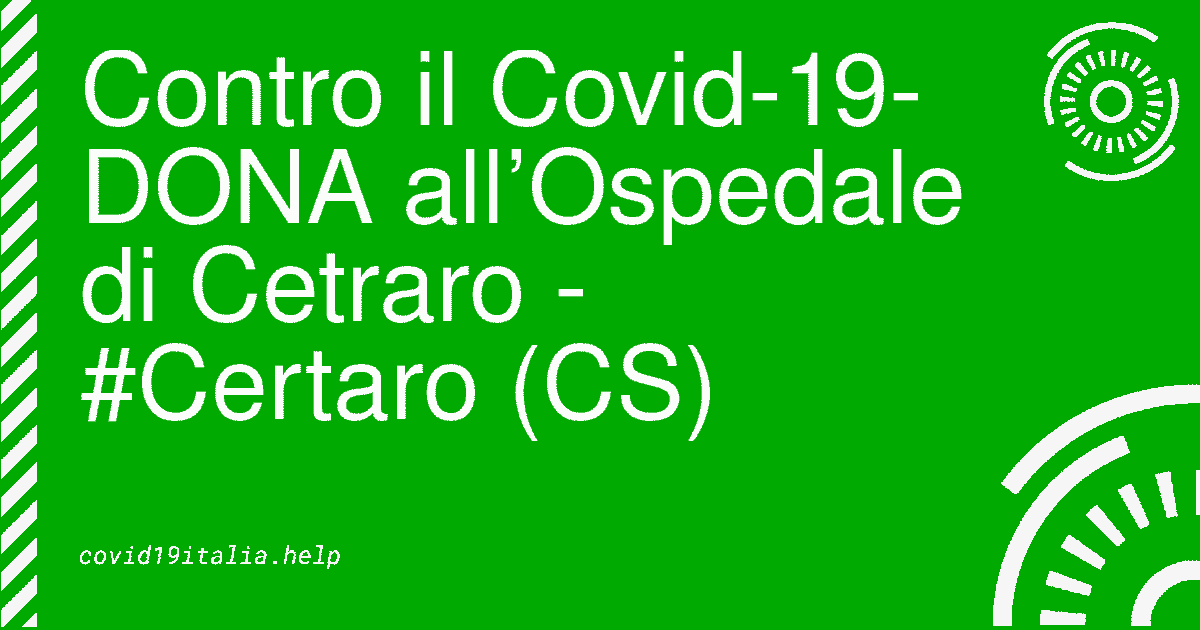 Contro il Covid-19-
DONA all’Ospedale
di Cetraro -
#Certaro (CS)
covid19italia.help